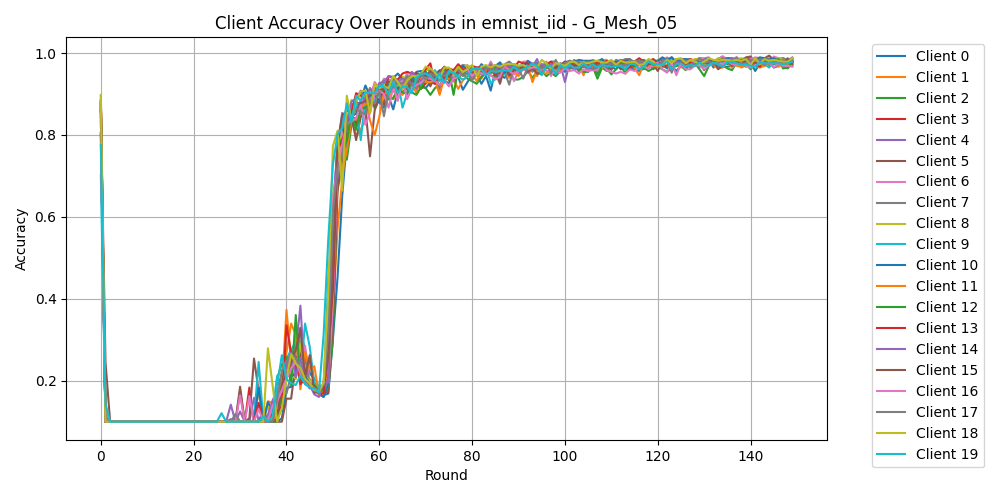 Client Accuracy Over Rounds in emnist_iid - G_Mesh_05
Accuracy
1.0
0.8
0.6
0.4
0.2
0 20 40 60 80 100 120 140
Round
Client 0
Client 1
Client 2
Client 3
Client 4
Client 5
Client 6
Client 7
Client 8
Client 9
Client 10
Client 11
Client 12
Client 13
Client 14
Client 15
Client 16
Client 17
Client 18
Client 19